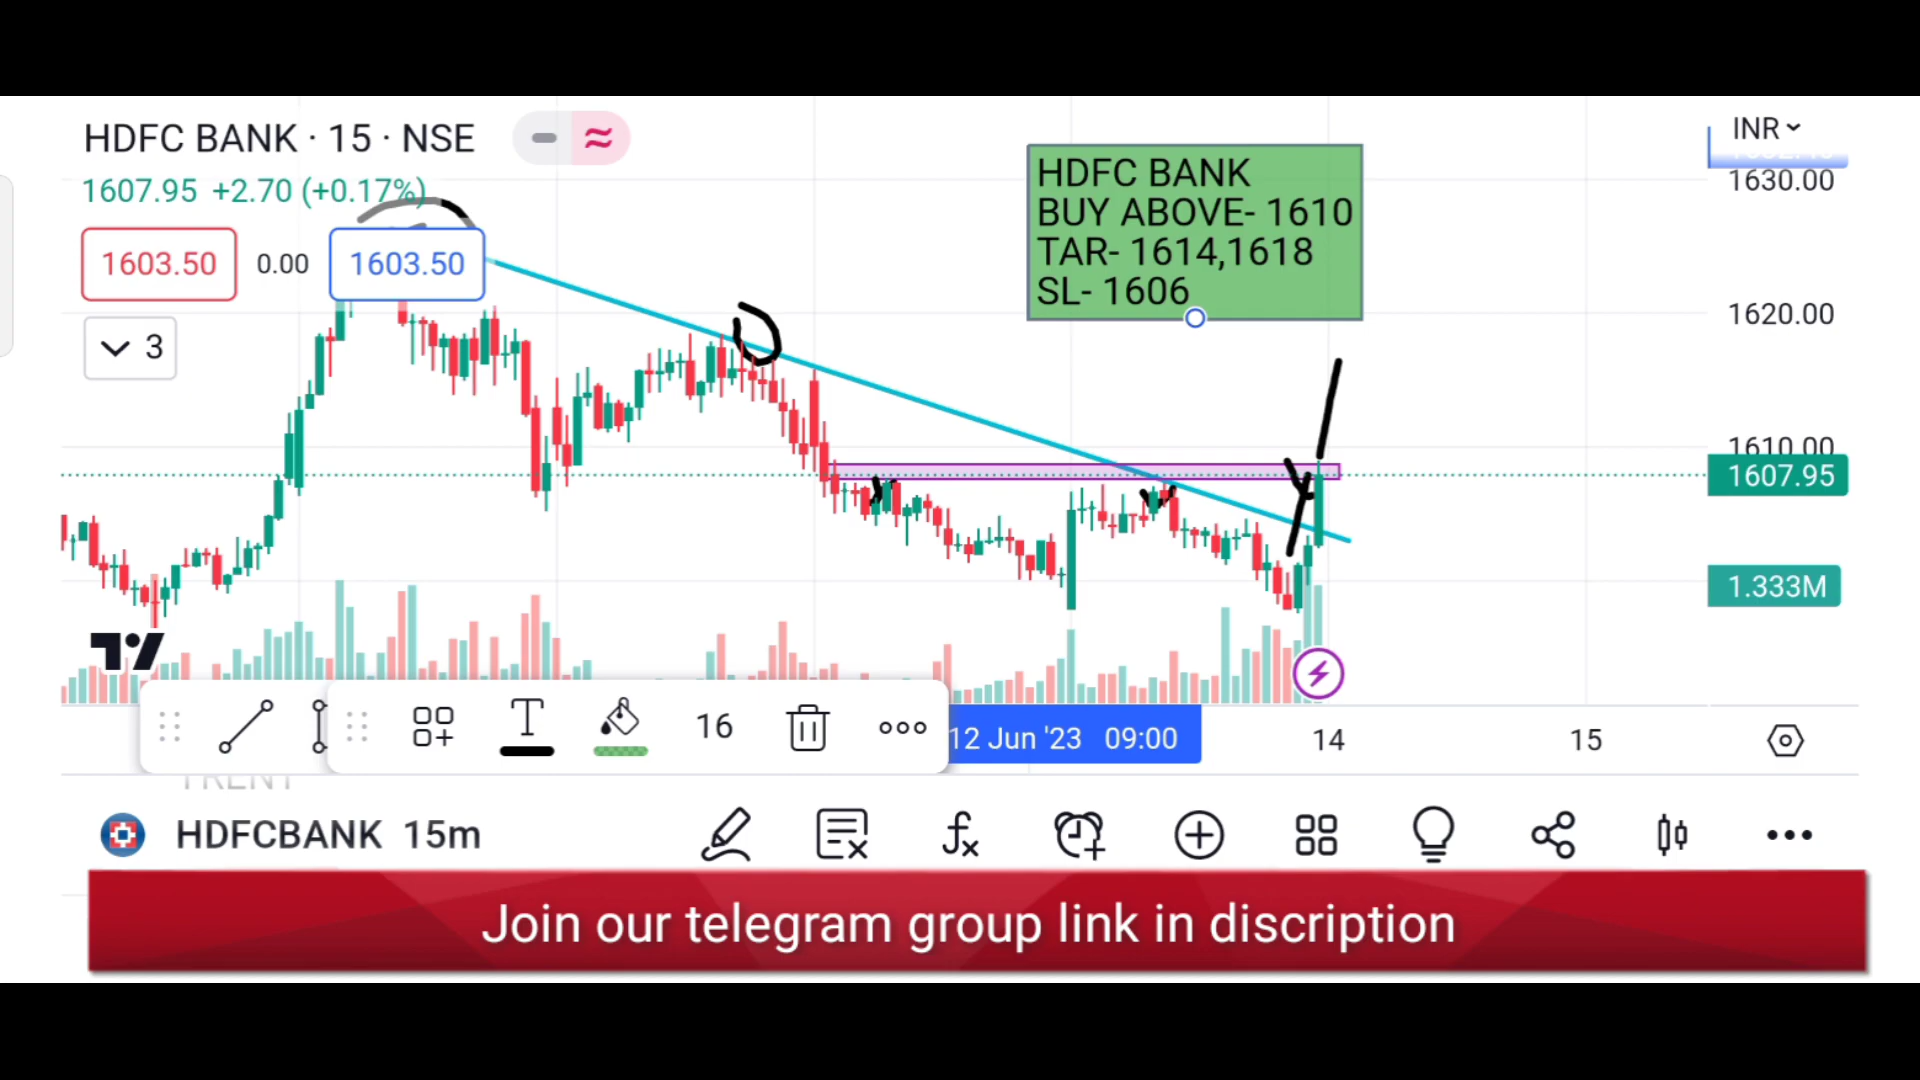 HDFC BANK · 15 · NSE
INR
1607.95 +2.70 (+0.17%)
1603.50 0.00 1603.50
3
HDFC BANK
BUY ABOVE- 1610
TAR- 1614,1618
SL- 1606
1630.00
1620.00
1610.00
1607.95
1.333M
T
16
12 Jun '23 09:00
14
15
TRENT
HDFCBANK 15m
Join our telegram group link in discription